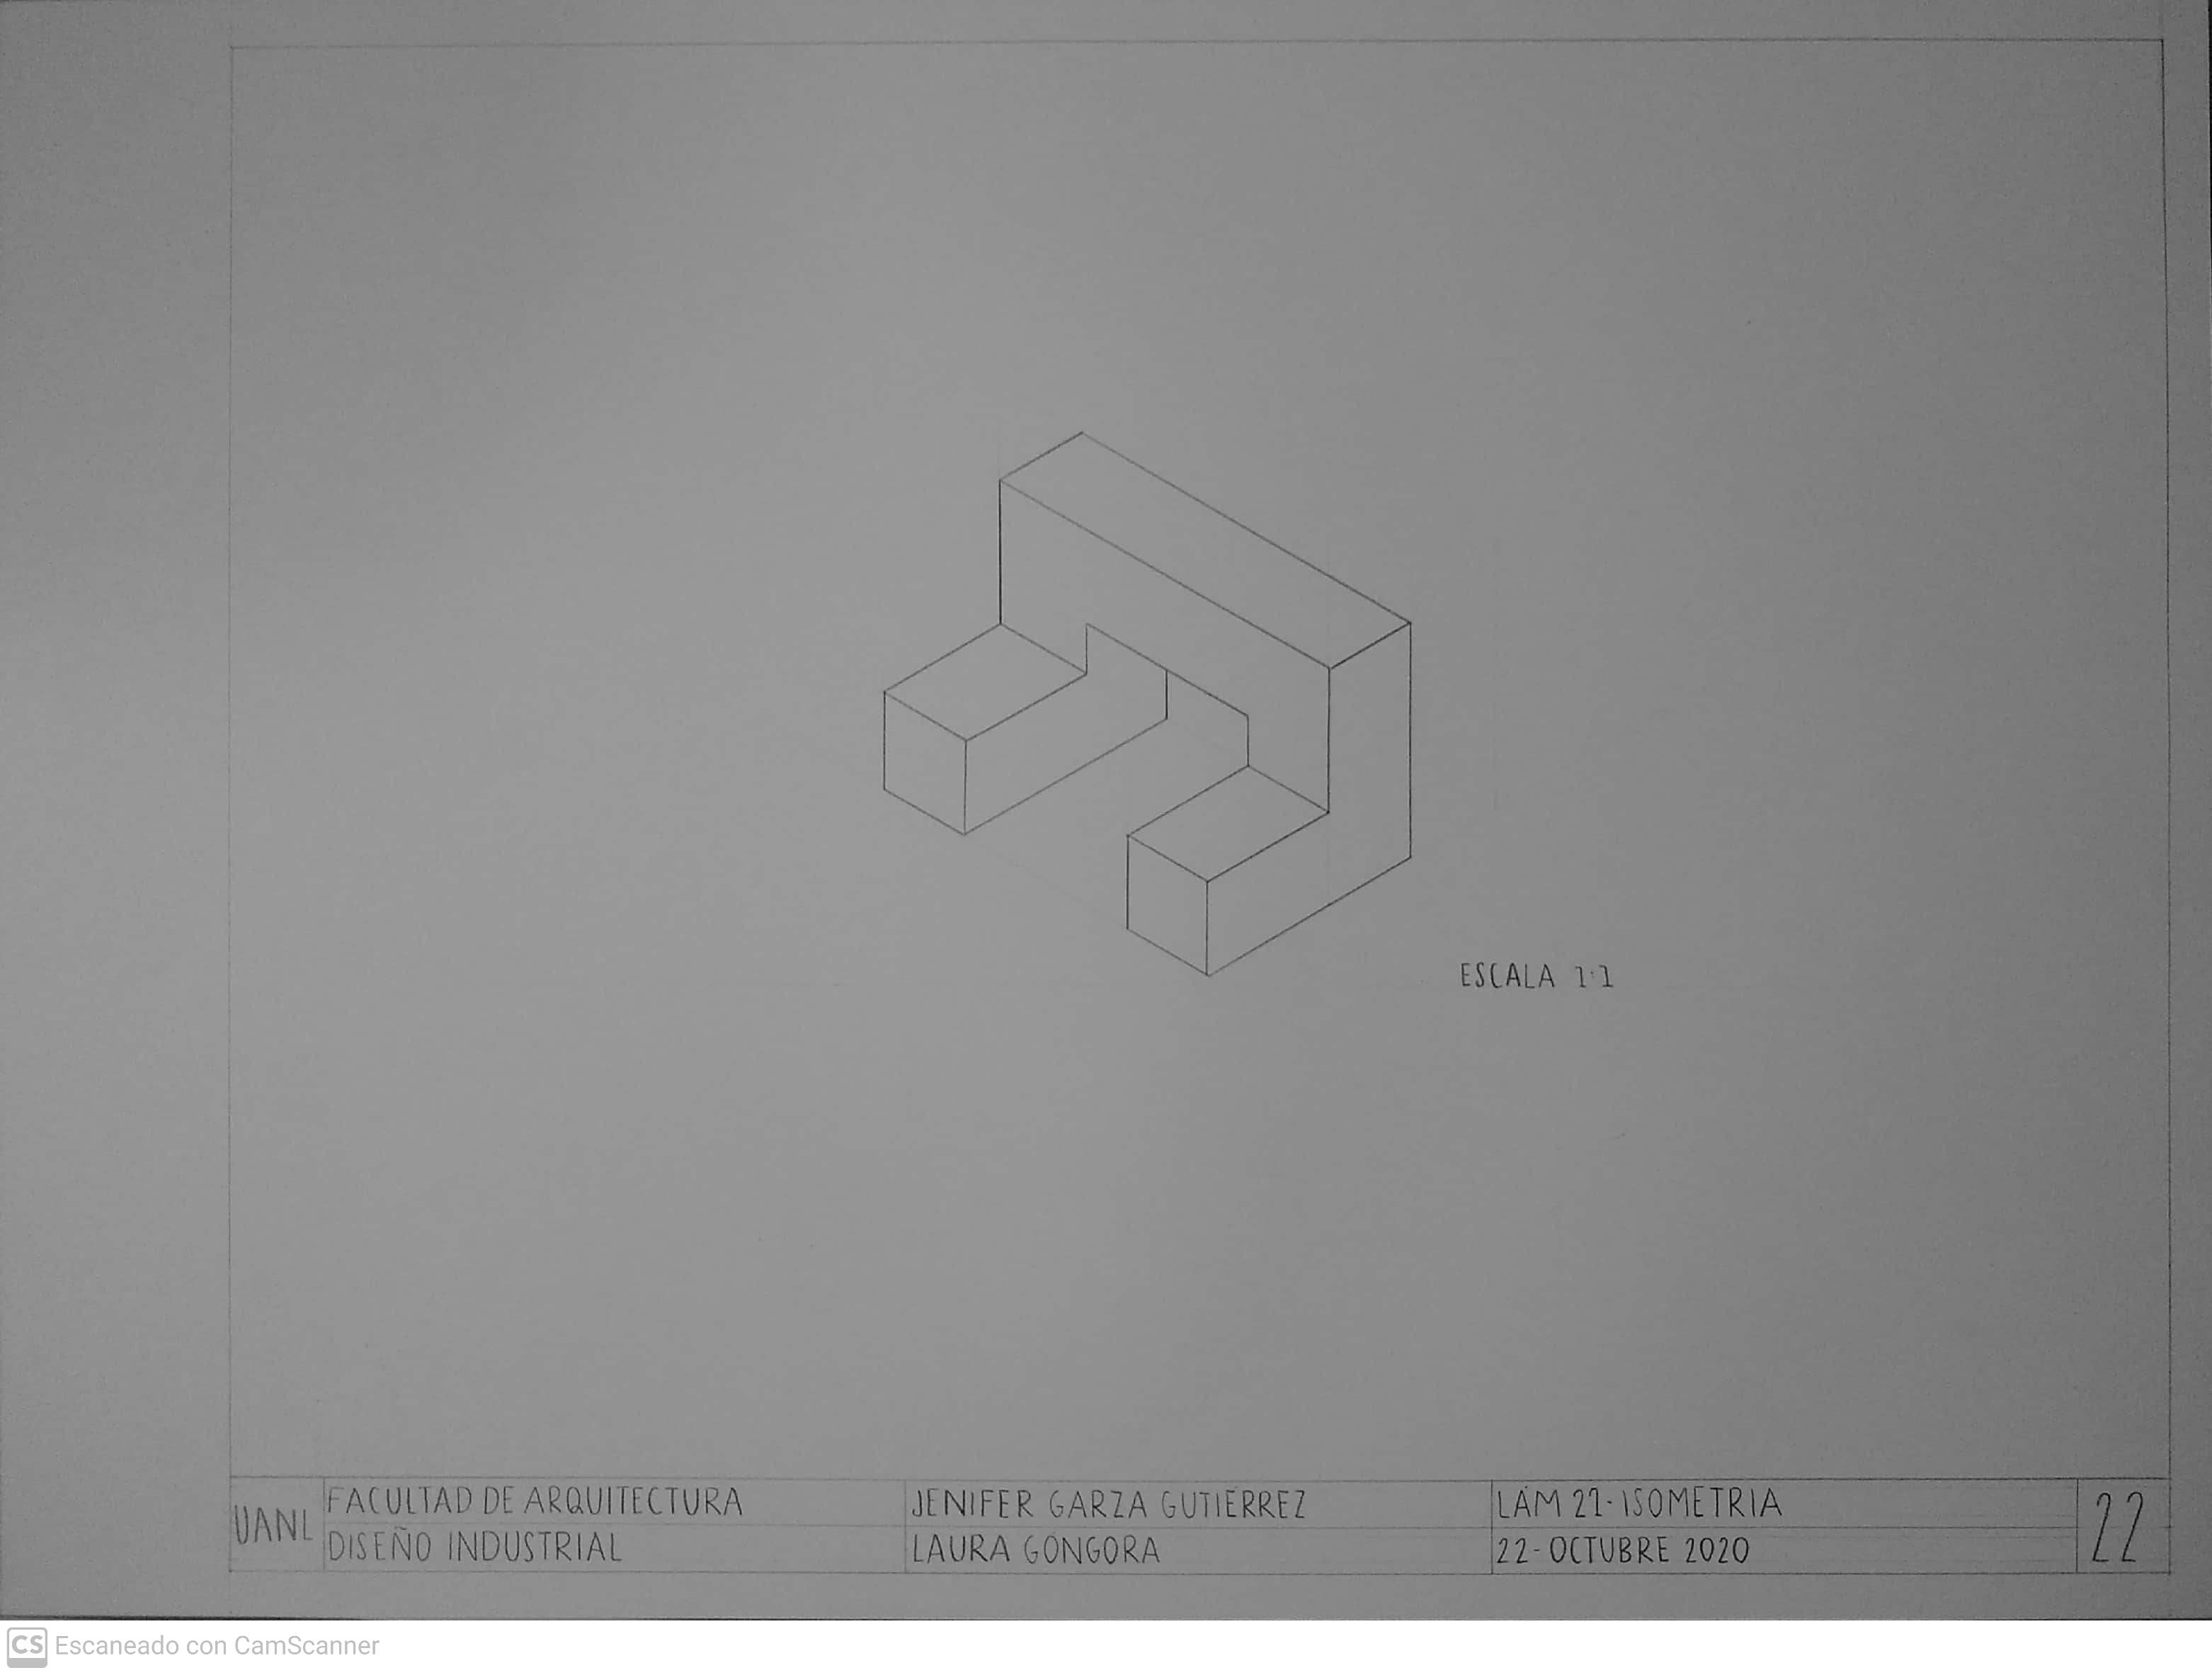 ESCALA 1:1
UANL
FACULTAD DE ARQUITECTURA
DISEÑO INDUSTRIAL
JENIFER GARZA GUTIÉRREZ
LAURA GÓNGORA
LÁM 22-ISOMETRIA
22-OCTUBRE 2020
22
CS Escaneado con CamScanner